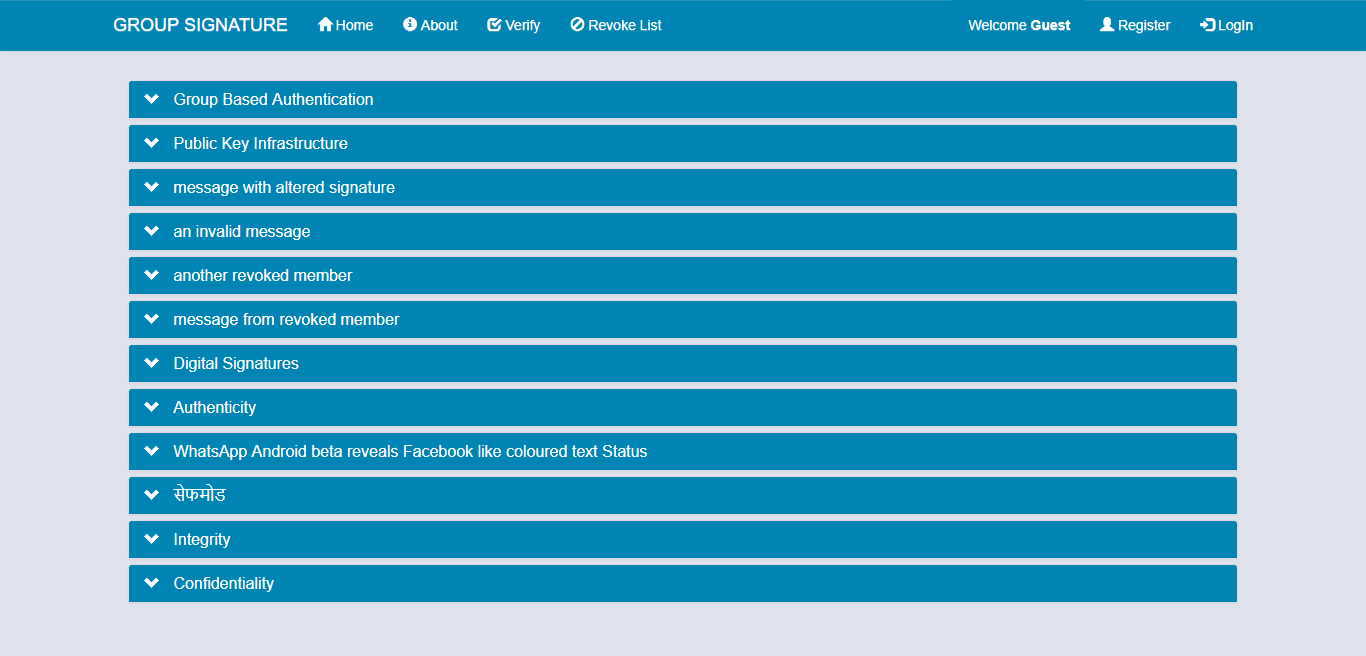 GROUP SIGNATURE Home About Verify Revoke List Welcome Guest Register LogIn
Group Based Authentication
Public Key Infrastructure
message with altered signature
an invalid message
another revoked member
message from revoked member
Digital Signatures
Authenticity
WhatsApp Android beta reveals Facebook like coloured text Status
सेफमोड
Integrity
Confidentiality